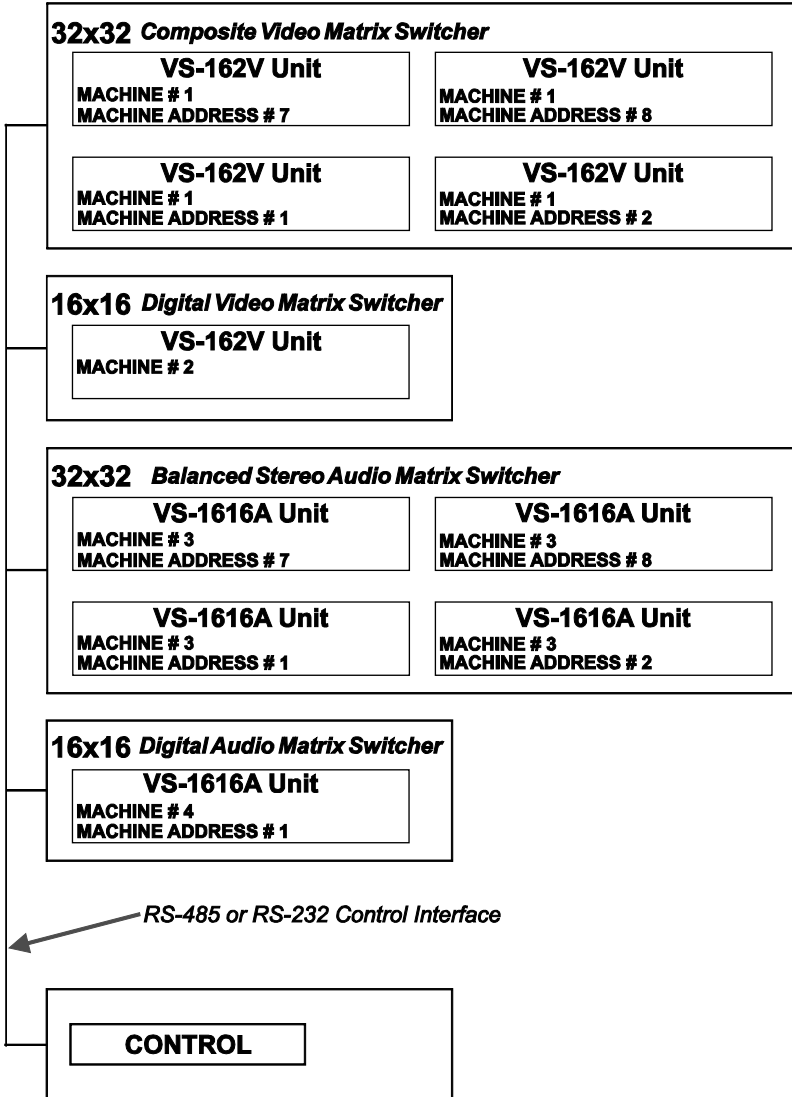 32x32 Composite Video Matrix Switcher
VS-162V Unit
MACHINE # 1
MACHINE ADDRESS # 7
VS-162V Unit
MACHINE # 1
MACHINE ADDRESS # 8
VS-162V Unit
MACHINE # 1
MACHINE ADDRESS # 1
VS-162V Unit
MACHINE # 1
MACHINE ADDRESS # 2
16x16 Digital Video Matrix Switcher
VS-162V Unit
MACHINE # 2
32x32 Balanced Stereo Audio Matrix Switcher
VS-1616A Unit
MACHINE # 3
MACHINE ADDRESS # 7
VS-1616A Unit
MACHINE # 3
MACHINE ADDRESS # 8
VS-1616A Unit
MACHINE # 3
MACHINE ADDRESS # 1
VS-1616A Unit
MACHINE # 3
MACHINE ADDRESS # 2
16x16 Digital Audio Matrix Switcher
VS-1616A Unit
MACHINE # 4
MACHINE ADDRESS # 1
RS-485 or RS-232 Control Interface
CONTROL